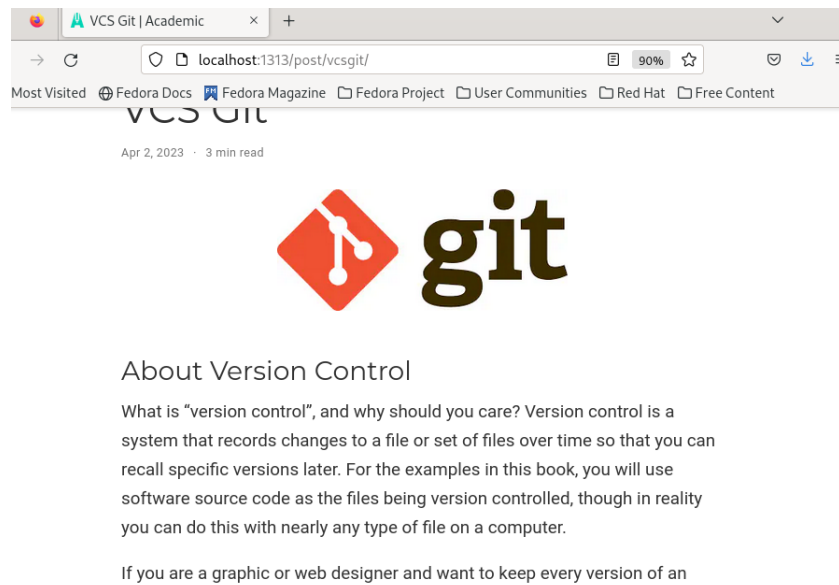 VCS Git | Academic
localhost:1313/post/vcsgit/
90%
Most Visited Fedora Docs Fedora Magazine Fedora Project User Communities Red Hat Free Content
VCS Git
Apr 2, 2023 · 3 min read
git
About Version Control
What is “version control”, and why should you care? Version control is a
system that records changes to a file or set of files over time so that you can
recall specific versions later. For the examples in this book, you will use
software source code as the files being version controlled, though in reality
you can do this with nearly any type of file on a computer.
If you are a graphic or web designer and want to keep every version of an